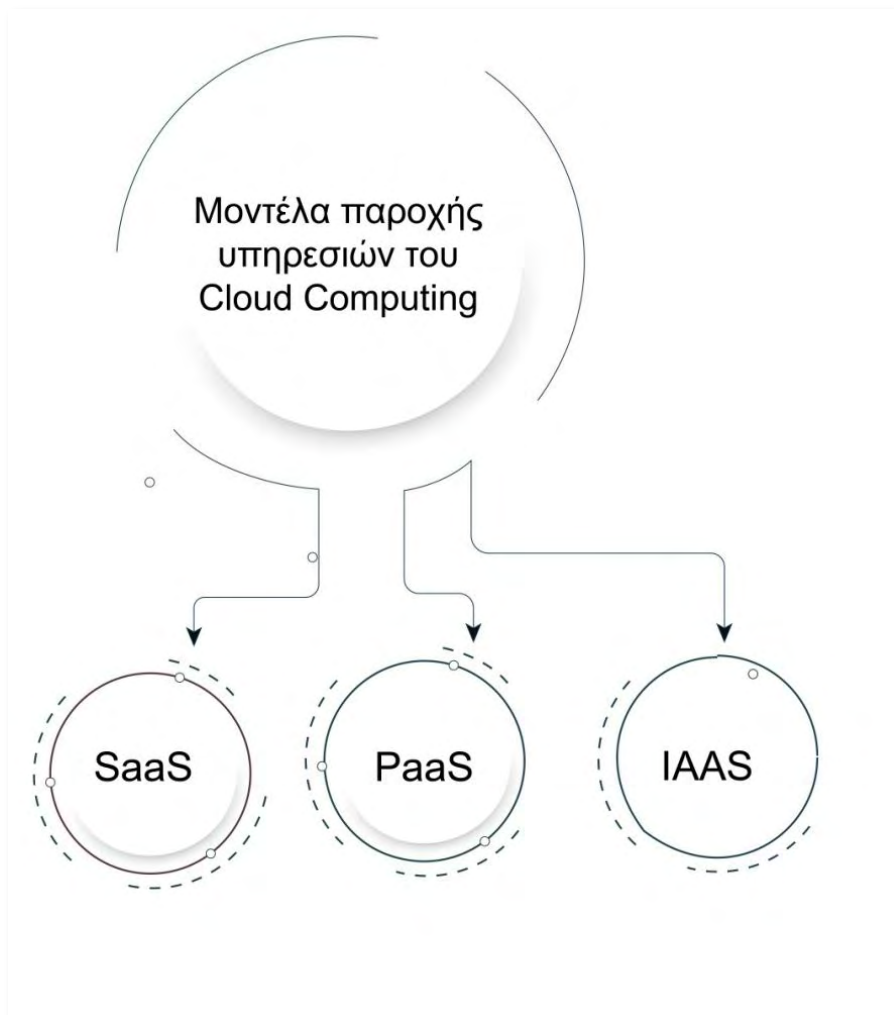 Μοντέλα παροχής
υπηρεσιών του
Cloud Computing
SaaS
PaaS
IAAS